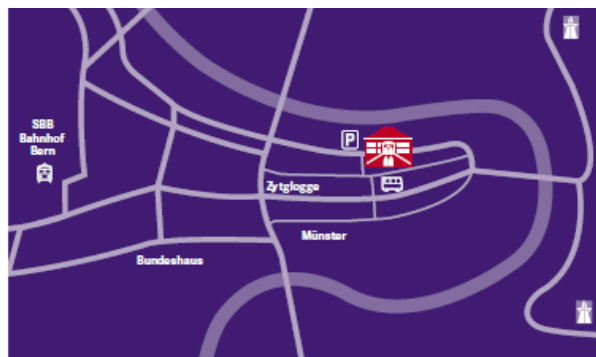 SBB
Bahnhof
Bern
P
Zytglogge
Münster
Bundeshaus